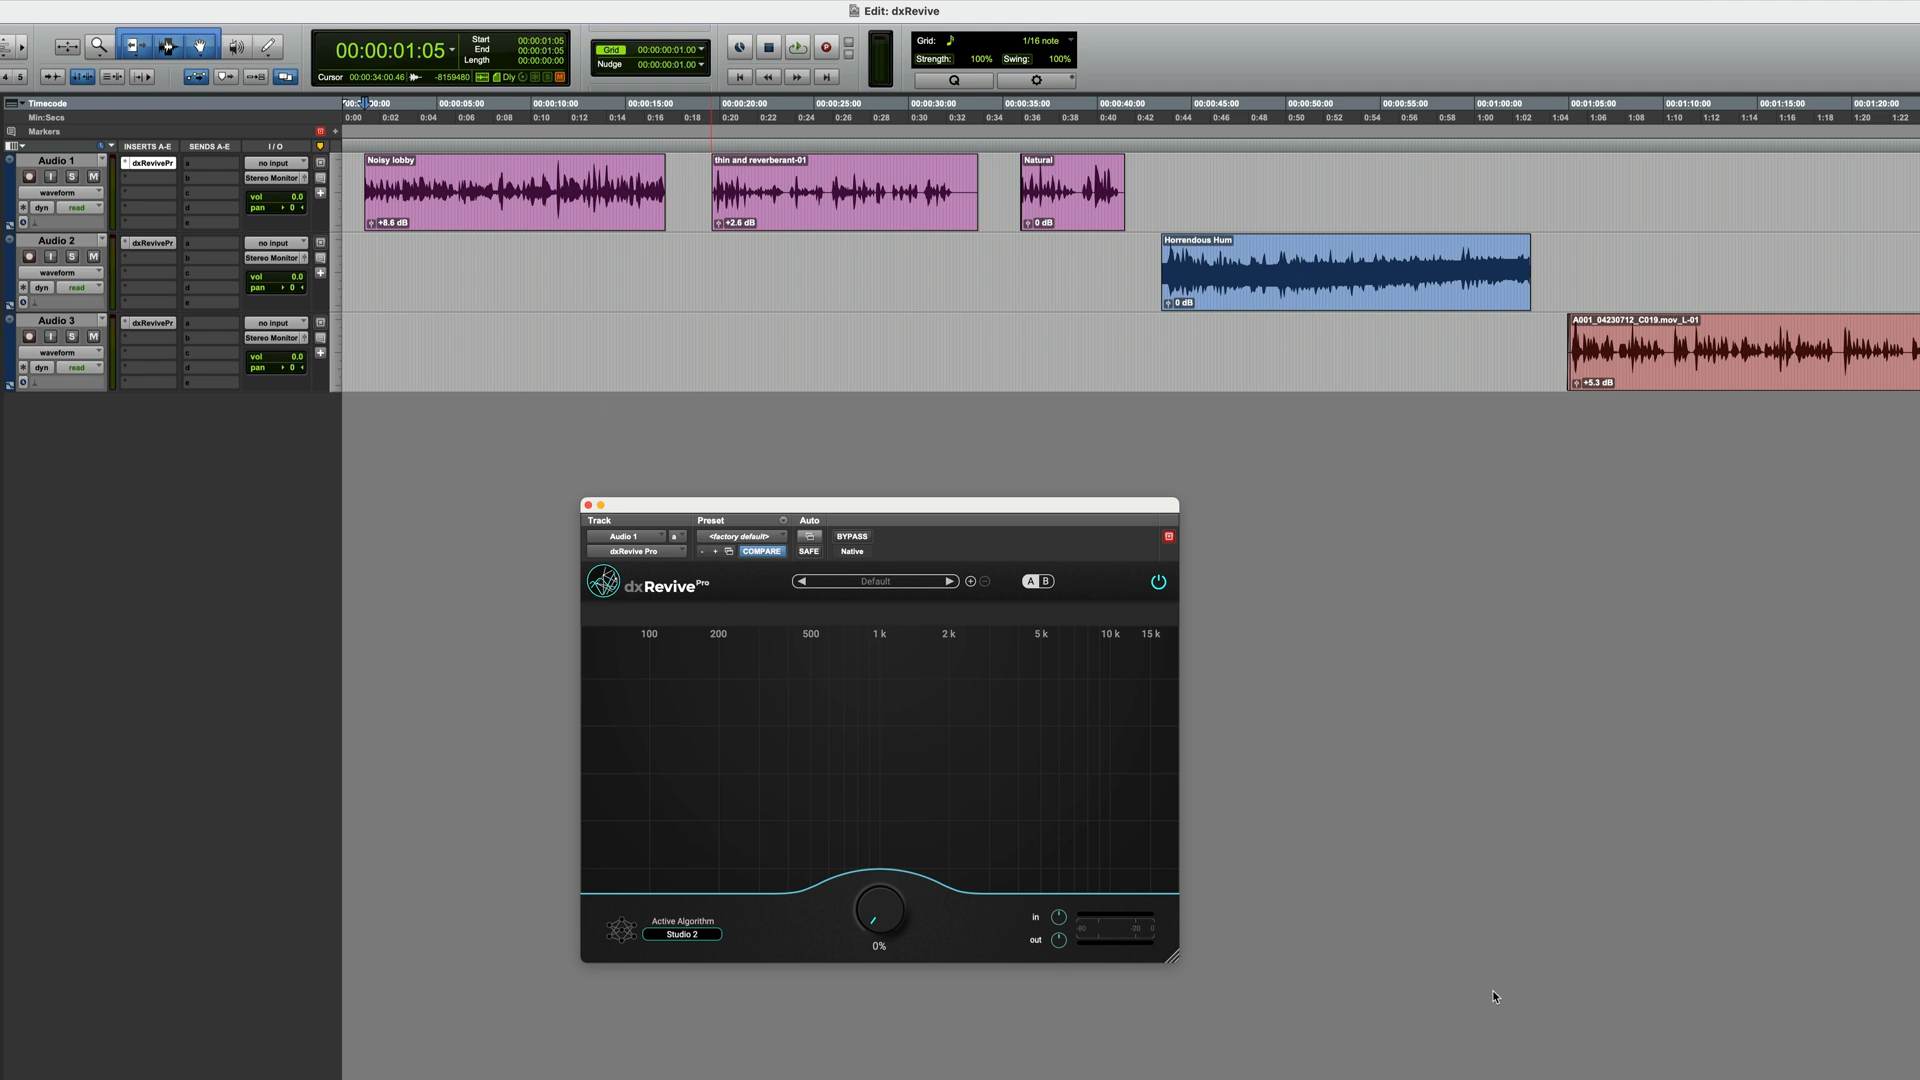 Edit: dxRevive
00:00:01:05
Start 00:00:01:05
End 00:00:01:05
Length 00:00:00:00
Cursor 00:00:34:00.46 -8159480 Dly
Grid 00:00:00:01.00
Nudge 00:00:00:01.00
Grid: 1/16 note
Strength: 100% Swing: 100%
Q
4 5
Timecode 00:00:05:00 00:00:10:00 00:00:15:00 00:00:20:00 00:00:25:00 00:00:30:00 00:00:35:00 00:00:40:00 00:00:45:00 00:00:50:00 00:00:55:00 00:01:00:00 00:01:05:00 00:01:10:00 00:01:15:00 00:01:20:00
Min:Secs 0:00 0:02 0:04 0:06 0:08 0:10 0:12 0:14 0:16 0:18 0:20 0:22 0:24 0:26 0:28 0:30 0:32 0:34 0:36 0:38 0:40 0:42 0:44 0:46 0:48 0:50 0:52 0:54 0:56 0:58 1:00 1:02 1:04 1:06 1:08 1:10 1:12 1:14 1:16 1:18 1:20 1:22
Markers
INSERTS A-E SENDS A-E I / O
Audio 1 dxRevivePr a no input
I S M b Stereo Monitor
waveform c vol 0.0
dyn read d pan 0
e
Noisy lobby
+8.6 dB
thin and reverberant-01
+2.6 dB
Natural
0 dB
Audio 2 dxRevivePr a no input
I S M b Stereo Monitor
waveform c vol 0.0
dyn read d pan 0
e
Horrendous Hum
0 dB
Audio 3 dxRevivePr a no input
I S M b Stereo Monitor
waveform c vol 0.0
dyn read d pan 0
e
A001_04230712_C019.mov_L-01
+5.3 dB
Track Preset Auto
Audio 1 a <factory default> BYPASS
dxRevive Pro - + COMPARE SAFE Native
dxRevive Pro Default A B
100 200 500 1 k 2 k 5 k 10 k 15 k
Active Algorithm
Studio 2
0%
in
-60 -20 0
out